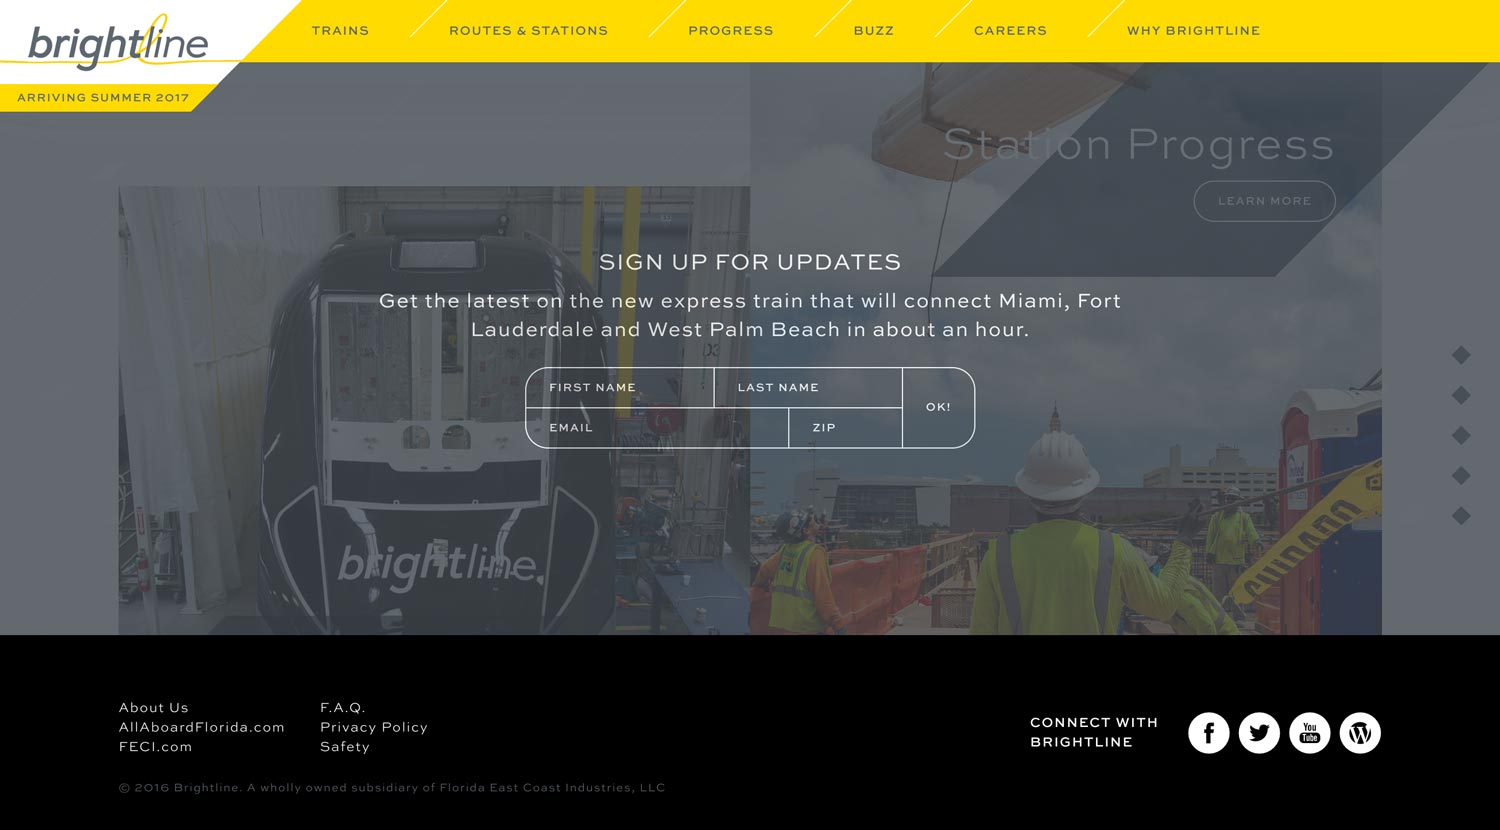 brightline
TRAINS
ROUTES & STATIONS
PROGRESS
BUZZ
CAREERS
WHY BRIGHTLINE
ARRIVING SUMMER 2017
Station Progress
LEARN MORE
SIGN UP FOR UPDATES
Get the latest on the new express train that will connect Miami, Fort
Lauderdale and West Palm Beach in about an hour.
FIRST NAME
LAST NAME
EMAIL
ZIP
OK!
brightline
About Us
AllAboardFlorida.com
FECI.com
F.A.Q.
Privacy Policy
Safety
CONNECT WITH
BRIGHTLINE
You
Tube
© 2016 Brightline. A wholly owned subsidiary of Florida East Coast Industries, LLC